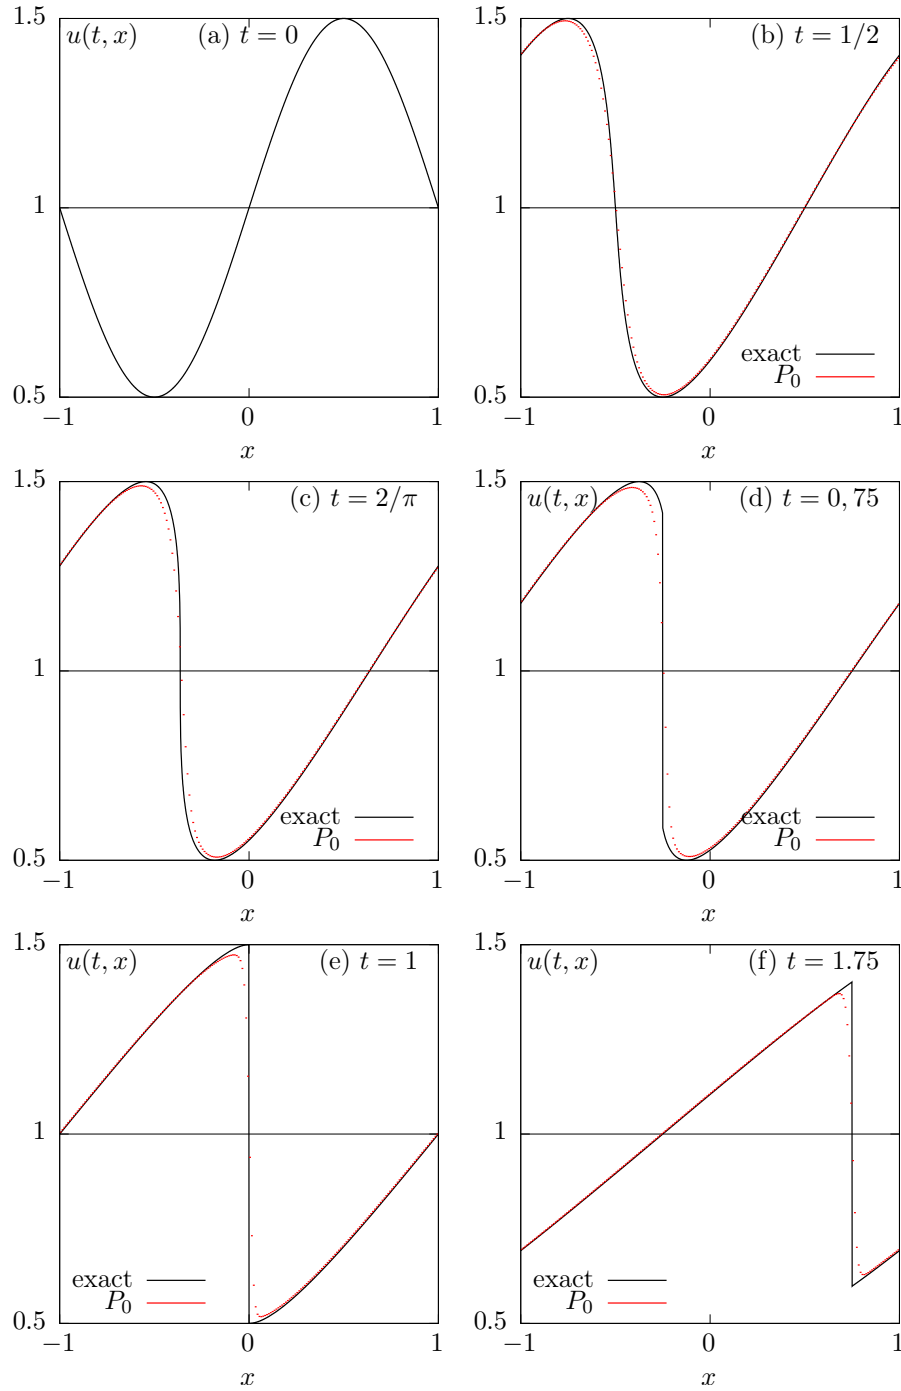 1.5
u(t, x)
(a) t = 0
1
0.5
−1
0
1
x
1.5
(b) t = 1/2
1
exact
P0
0.5
−1
0
1
x
1.5
(c) t = 2/π
1
exact
P0
0.5
−1
0
1
x
1.5
u(t, x)
(d) t = 0, 75
1
exact
P0
0.5
−1
0
1
x
1.5
u(t, x)
(e) t = 1
1
exact
P0
0.5
−1
0
1
x
1.5
u(t, x)
(f) t = 1.75
1
exact
P0
0.5
−1
0
1
x